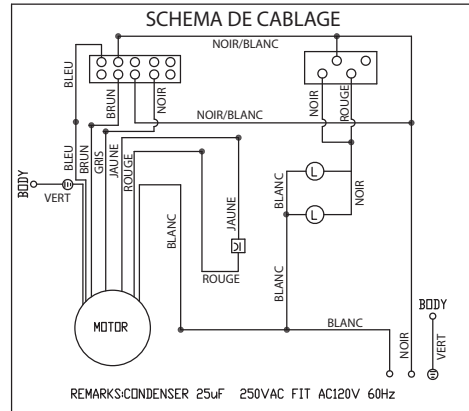 SCHEMA DE CABLAGE
NOIR/BLANC
BLEU
BRUN
NOIR
NOIR
ROUGE
NOIR/BLANC
BLEU
BRUN
GRIS
JAUNE
ROUGE
BODY
VERT
BLANC
JAUNE
ROUGE
BLANC
L
L
NOIR
BLANC
BLANC
BODY
NOIR
VERT
MOTOR
REMARKS:CONDENSER 25uF 250VAC FIT AC120V 60Hz